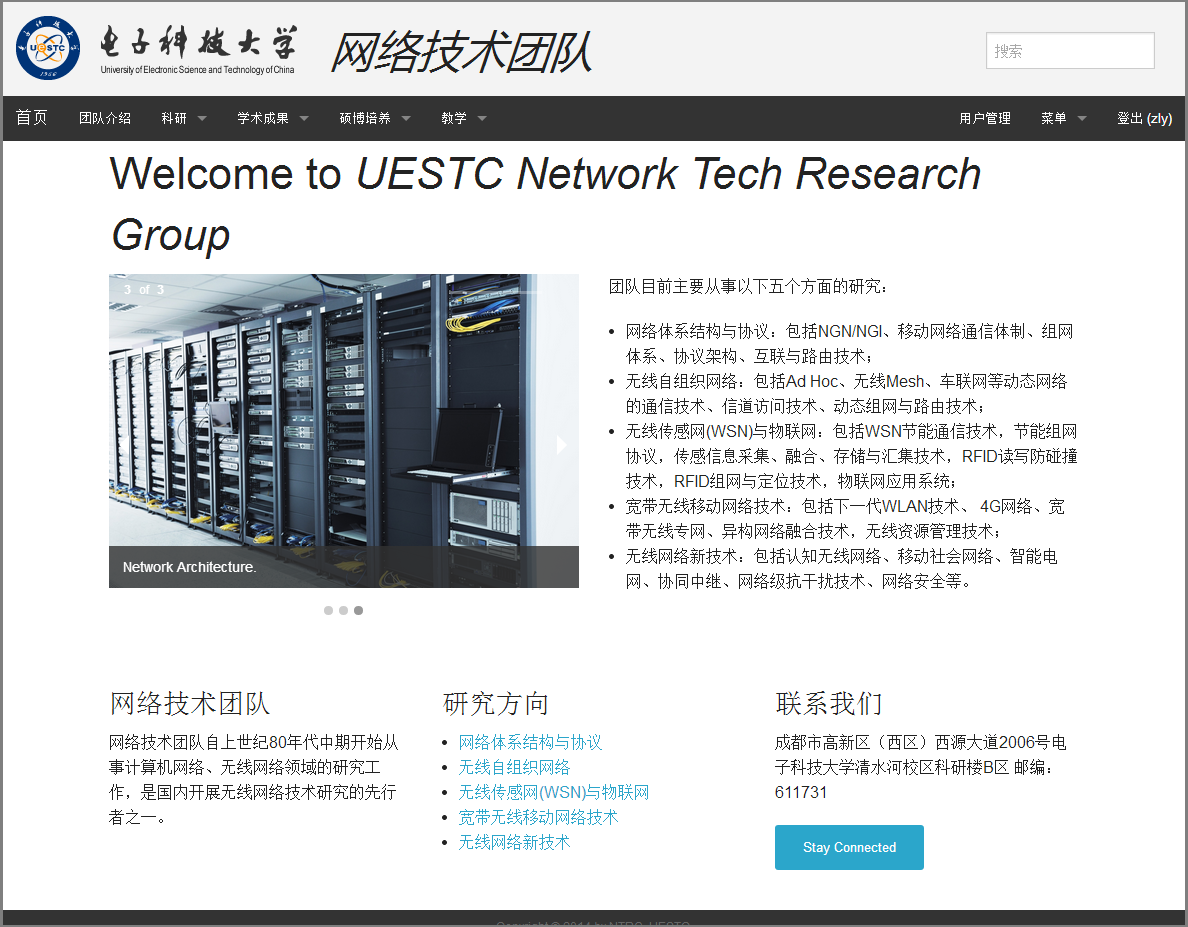 UESTC
1956
电子科技大学
University of Electronic Science and Technology of China
网络技术团队
搜索
首页 团队介绍 科研 学术成果 硕博培养 教学 用户管理 菜单 登出 (zly)
Welcome to UESTC Network Tech Research
Group
3 of 3
Network Architecture.
团队目前主要从事以下五个方面的研究：
网络体系结构与协议：包括NGN/NGI、移动网络通信体制、组网
体系、协议架构、互联与路由技术；
无线自组织网络：包括Ad Hoc、无线Mesh、车联网等动态网络
的通信技术、信道访问技术、动态组网与路由技术；
无线传感网(WSN)与物联网：包括WSN节能通信技术，节能组网
协议，传感信息采集、融合、存储与汇集技术，RFID读写防碰撞
技术，RFID组网与定位技术，物联网应用系统；
宽带无线移动网络技术：包括下一代WLAN技术、 4G网络、宽
带无线专网、异构网络融合技术，无线资源管理技术；
无线网络新技术：包括认知无线网络、移动社会网络、智能电
网、协同中继、网络级抗干扰技术、网络安全等。
网络技术团队
网络技术团队自上世纪80年代中期开始从
事计算机网络、无线网络领域的研究工
作，是国内开展无线网络技术研究的先行
者之一。
研究方向
网络体系结构与协议
无线自组织网络
无线传感网(WSN)与物联网
宽带无线移动网络技术
无线网络新技术
联系我们
成都市高新区（西区）西源大道2006号电
子科技大学清水河校区科研楼B区 邮编：
611731
Stay Connected
Copyright © 2014 by NTRG, UESTC